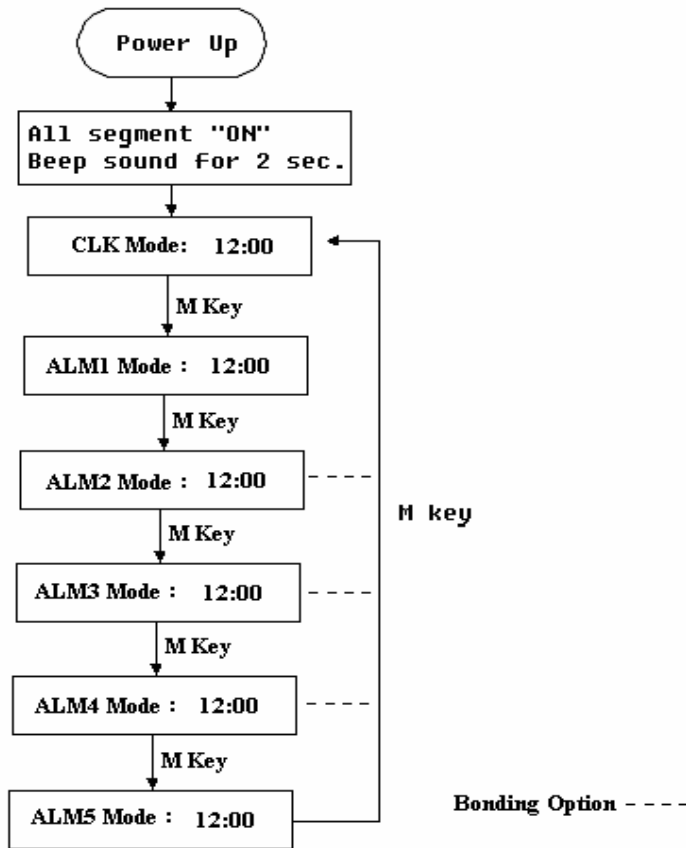 Power Up
All segment "ON"
Beep sound for 2 sec.
CLK Mode: 12:00
M Key
ALM1 Mode : 12:00
M Key
ALM2 Mode : 12:00
M Key
M key
ALM3 Mode : 12:00
M Key
ALM4 Mode : 12:00
M Key
ALM5 Mode : 12:00
Bonding Option